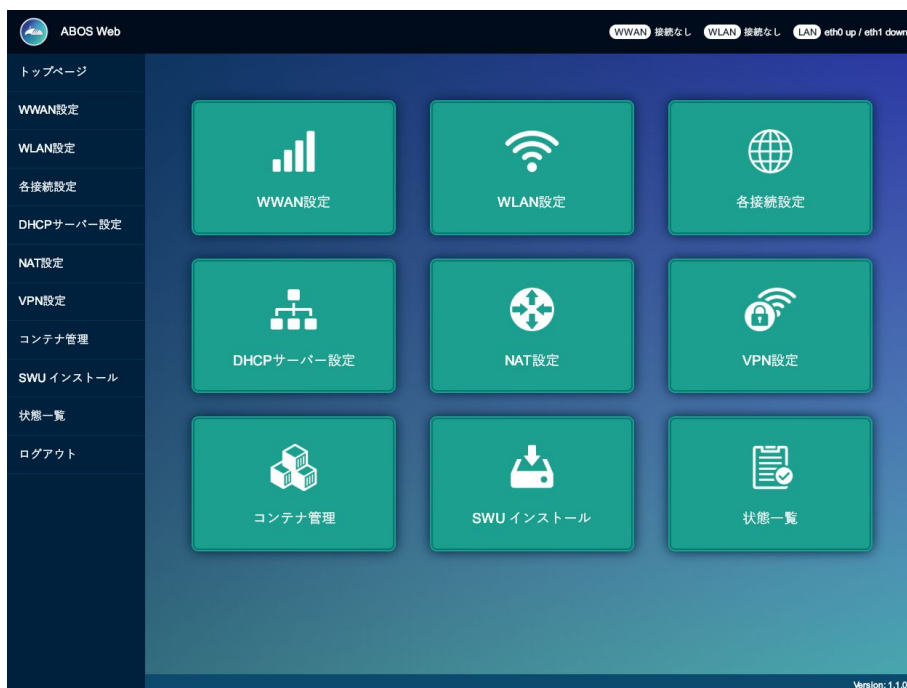 ABOS Web
WWAN 接続なし WLAN 接続なし LAN eth0 up / eth1 down
トップページ
WWAN設定
WLAN設定
各接続設定
DHCPサーバー設定
NAT設定
VPN設定
コンテナ管理
SWU インストール
状態一覧
ログアウト
WWAN設定
WLAN設定
各接続設定
DHCPサーバー設定
NAT設定
VPN設定
コンテナ管理
SWU インストール
状態一覧
Version: 1.1.0